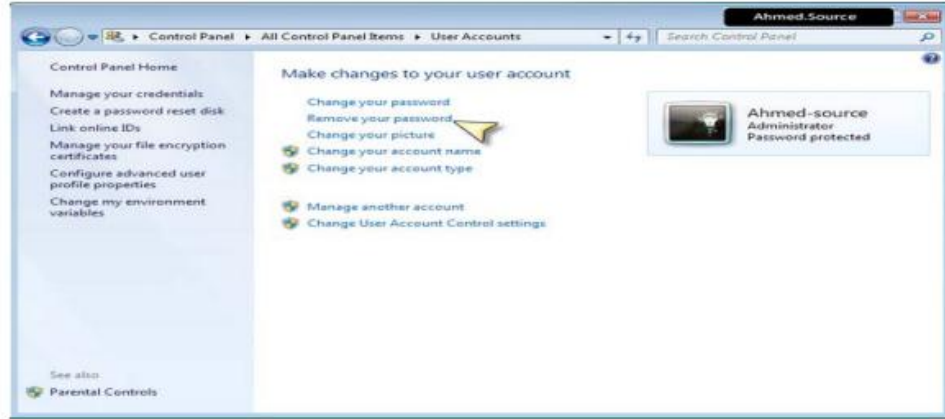 Ahmed.Source
Control Panel ▸ All Control Panel Items ▸ User Accounts
Search Control Panel
Control Panel Home
Manage your credentials
Create a password reset disk
Link online IDs
Manage your file encryption
certificates
Configure advanced user
profile properties
Change my environment
variables
See also
Parental Controls
Make changes to your user account
Change your password
Remove your password
Change your picture
Change your account name
Change your account type
Manage another account
Change User Account Control settings
Ahmed-source
Administrator
Password protected